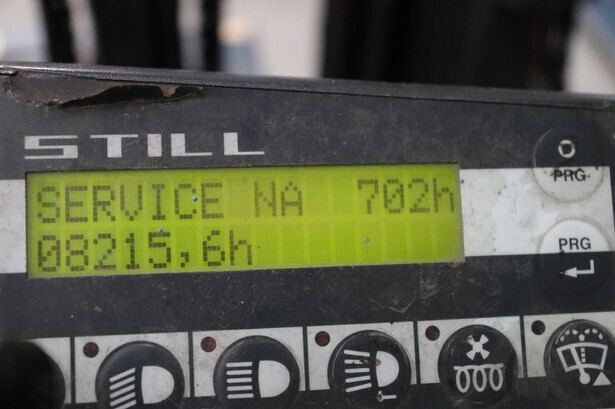 STILL
SERVICE NA 702h
08215,6h
PRG
PRG